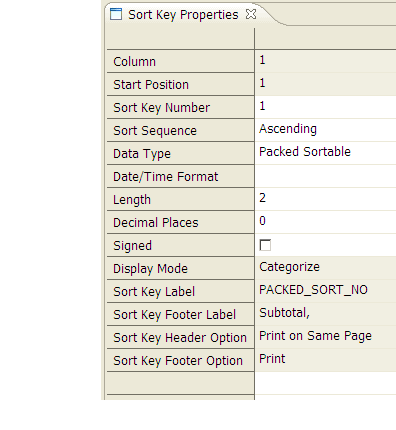 Sort Key Properties
Column 1
Start Position 1
Sort Key Number 1
Sort Sequence Ascending
Data Type Packed Sortable
Date/Time Format
Length 2
Decimal Places 0
Signed
Display Mode Categorize
Sort Key Label PACKED_SORT_NO
Sort Key Footer Label Subtotal,
Sort Key Header Option Print on Same Page
Sort Key Footer Option Print